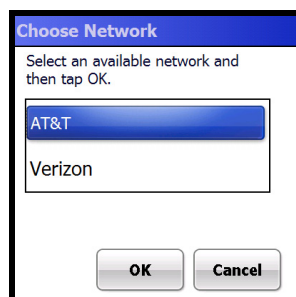 Choose Network
Select an available network and
then tap OK.
AT&T
Verizon
OK Cancel